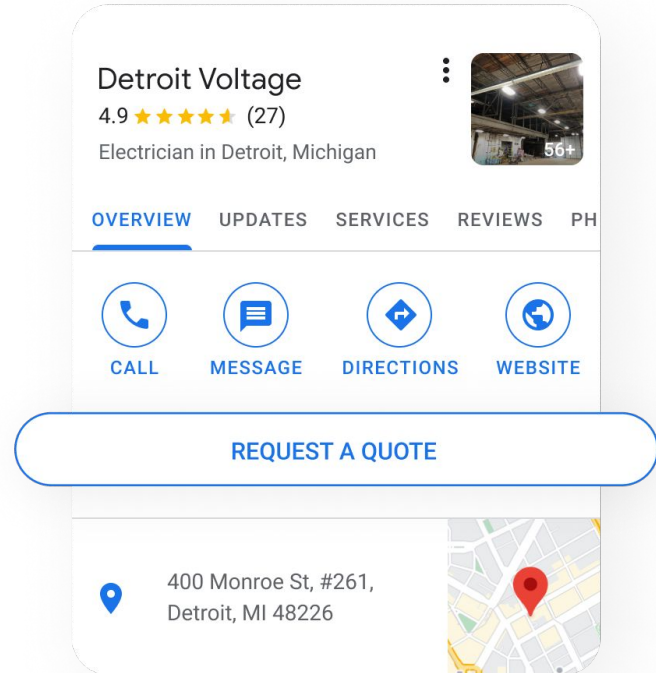 Detroit Voltage
4.9 (27)
Electrician in Detroit, Michigan
56+
OVERVIEW UPDATES SERVICES REVIEWS PH
CALL MESSAGE DIRECTIONS WEBSITE
REQUEST A QUOTE
400 Monroe St, #261,
Detroit, MI 48226